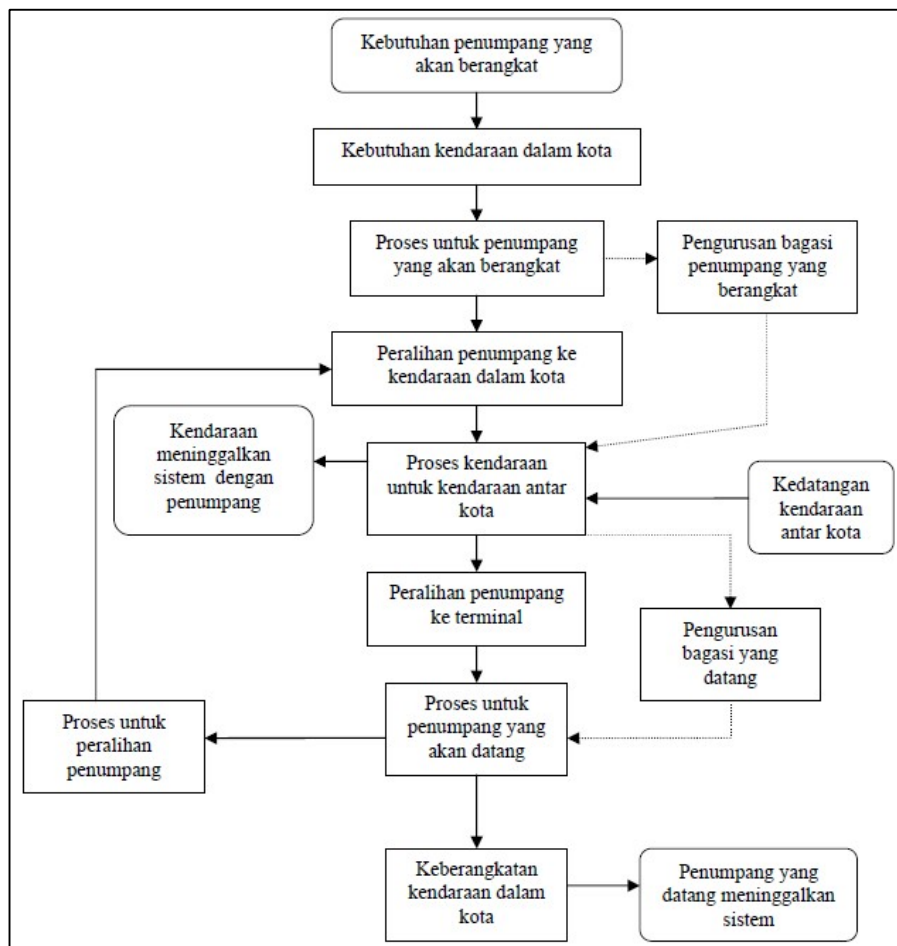 Kebutuhan penumpang yang
akan berangkat
Kebutuhan kendaraan dalam kota
Proses untuk penumpang
yang akan berangkat
Pengurusan bagasi
penumpang yang
berangkat
Peralihan penumpang ke
kendaraan dalam kota
Kendaraan
meninggalkan
sistem dengan
penumpang
Proses kendaraan
untuk kendaraan antar
kota
Kedatangan
kendaraan
antar kota
Peralihan penumpang
ke terminal
Pengurusan
bagasi yang
datang
Proses untuk
peralihan
penumpang
Proses untuk
penumpang yang
akan datang
Keberangkatan
kendaraan dalam
kota
Penumpang yang
datang meninggalkan
sistem